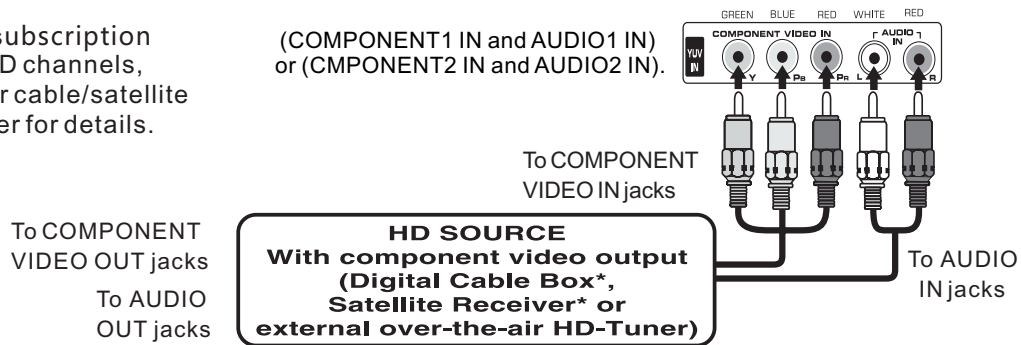 subscription
D channels,
r cable/satellite
er for details.
(COMPONENT1 IN and AUDIO1 IN)
or (CMPONENT2 IN and AUDIO2 IN).
GREEN BLUE RED WHITE RED
YUV
IN
COMPONENT VIDEO IN
AUDIO
IN
Y PB PR L R
To COMPONENT
VIDEO IN jacks
To COMPONENT
VIDEO OUT jacks
To AUDIO
OUT jacks
HD SOURCE
With component video output
(Digital Cable Box*,
Satellite Receiver* or
external over-the-air HD-Tuner)
To AUDIO
IN jacks